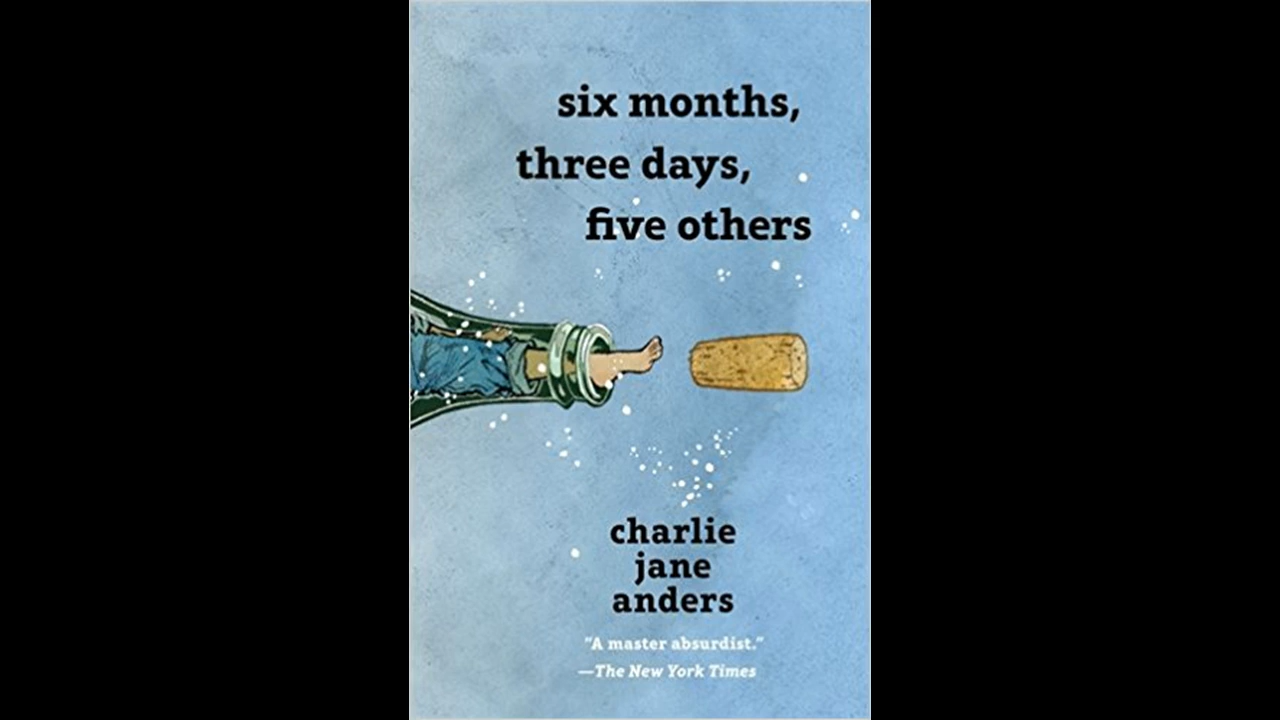 six months,
three days,
five others
charlie
jane
anders
"A master absurdist."
—The New York Times